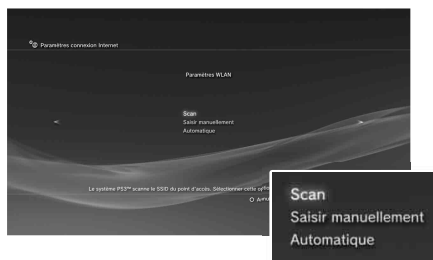 Paramètres connexion Internet
Paramètres WLAN
Scan
Saisir manuellement
Automatique
Le système PS3™ scanne le SSID du point d'accès. Sélectionner cette
Scan
Saisir manuellement
Automatique